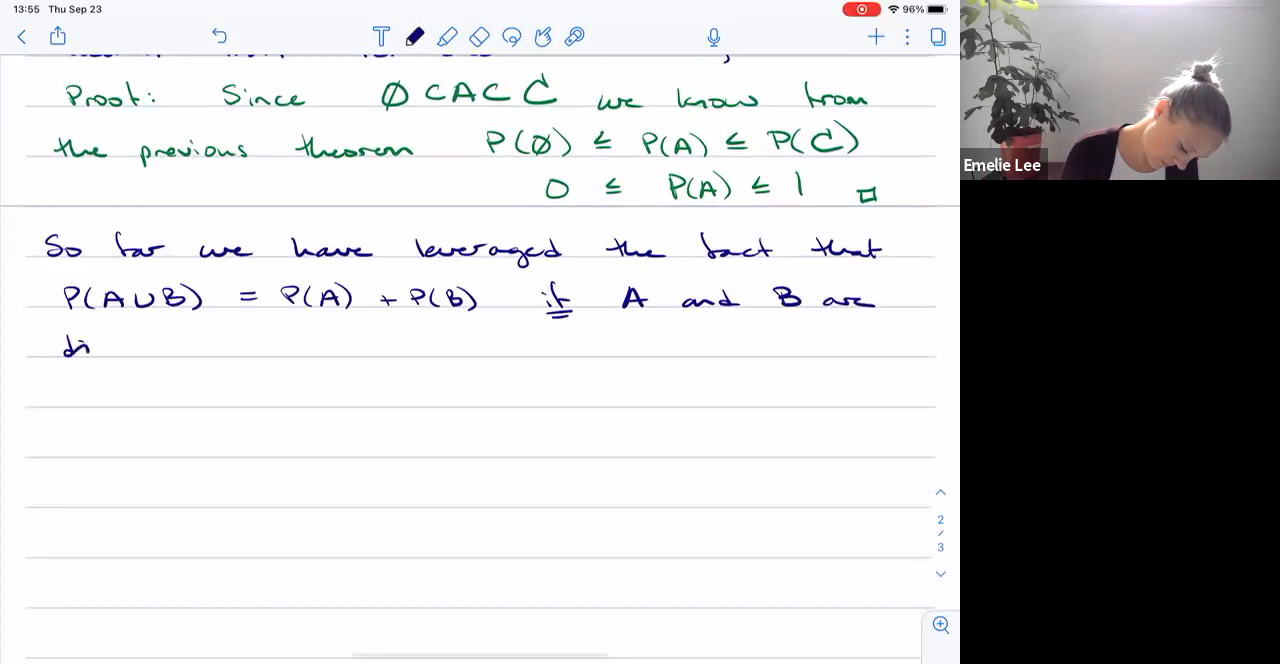 13:55 Thu Sep 23
96%
Proof: Since ∅ ⊂ A ⊂ C we know from
the previous theorem P(∅) ≤ P(A) ≤ P(C)
0 ≤ P(A) ≤ 1 □
So far we have leveraged the fact that
P(A∪B) = P(A) + P(B) if A and B are
di
2
/
3
Emelie Lee